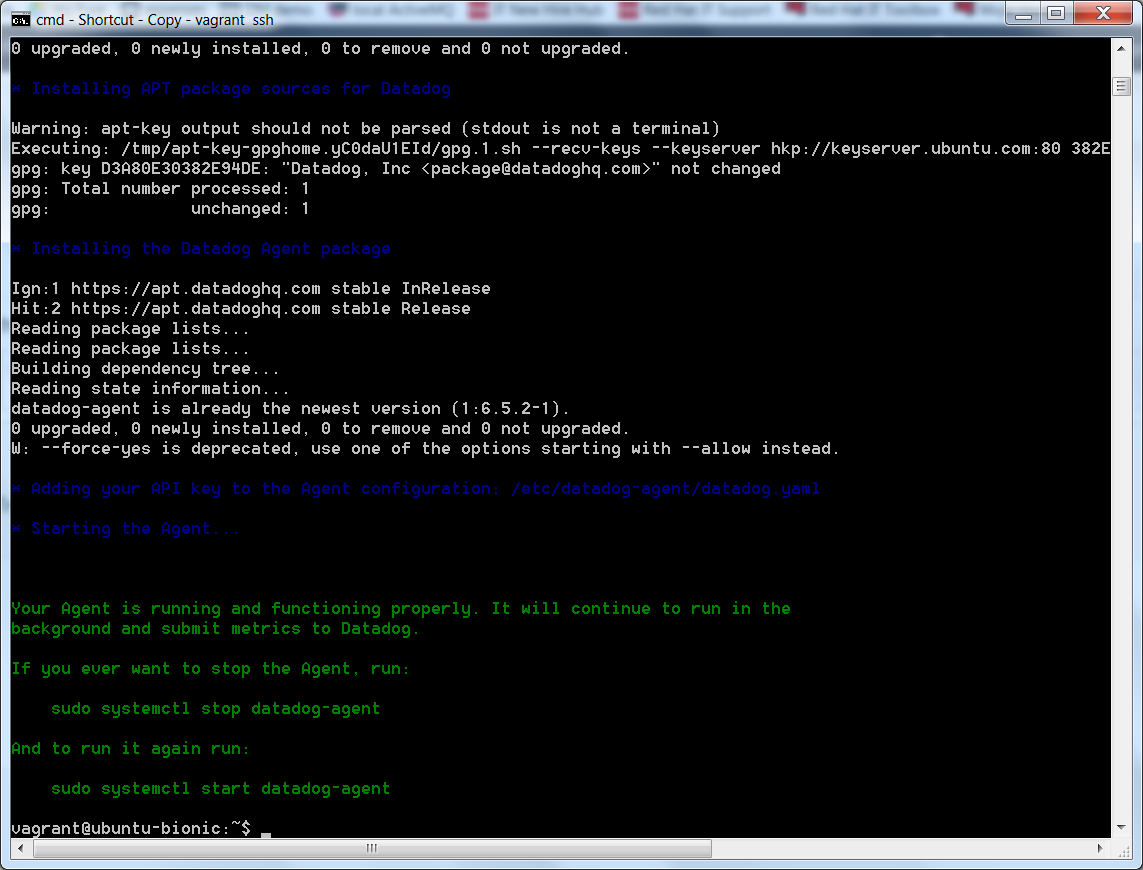 cmd - Shortcut - Copy - vagrant  ssh
0 upgraded, 0 newly installed, 0 to remove and 0 not upgraded.
* Installing APT package sources for Datadog
Warning: apt-key output should not be parsed (stdout is not a terminal)
Executing: /tmp/apt-key-gpghome.yC0daU1EId/gpg.1.sh --recv-keys --keyserver hkp://keyserver.ubuntu.com:80 382E
gpg: key D3A80E30382E94DE: "Datadog, Inc <package@datadoghq.com>" not changed
gpg: Total number processed: 1
gpg:              unchanged: 1
* Installing the Datadog Agent package
Ign:1 https://apt.datadoghq.com stable InRelease
Hit:2 https://apt.datadoghq.com stable Release
Reading package lists...
Reading package lists...
Building dependency tree...
Reading state information...
datadog-agent is already the newest version (1:6.5.2-1).
0 upgraded, 0 newly installed, 0 to remove and 0 not upgraded.
W: --force-yes is deprecated, use one of the options starting with --allow instead.
* Adding your API key to the Agent configuration: /etc/datadog-agent/datadog.yaml
* Starting the Agent...
Your Agent is running and functioning properly. It will continue to run in the
background and submit metrics to Datadog.
If you ever want to stop the Agent, run:
    sudo systemctl stop datadog-agent
And to run it again run:
    sudo systemctl start datadog-agent
vagrant@ubuntu-bionic:~$ _